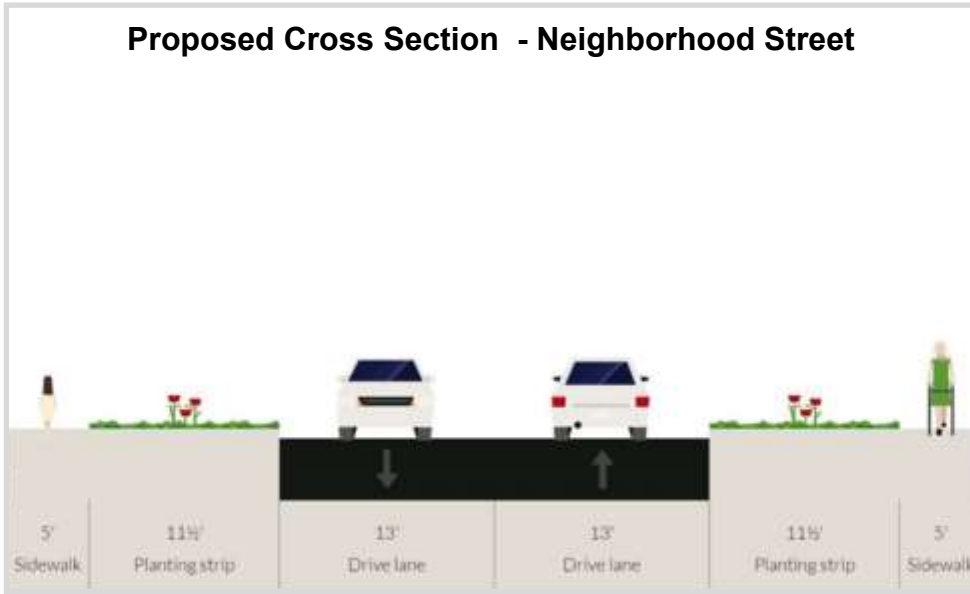 Proposed Cross Section - Neighborhood Street
5' 11½' 13' 13' 11½' 5'
Sidewalk Planting strip Drive lane Drive lane Planting strip Sidewalk